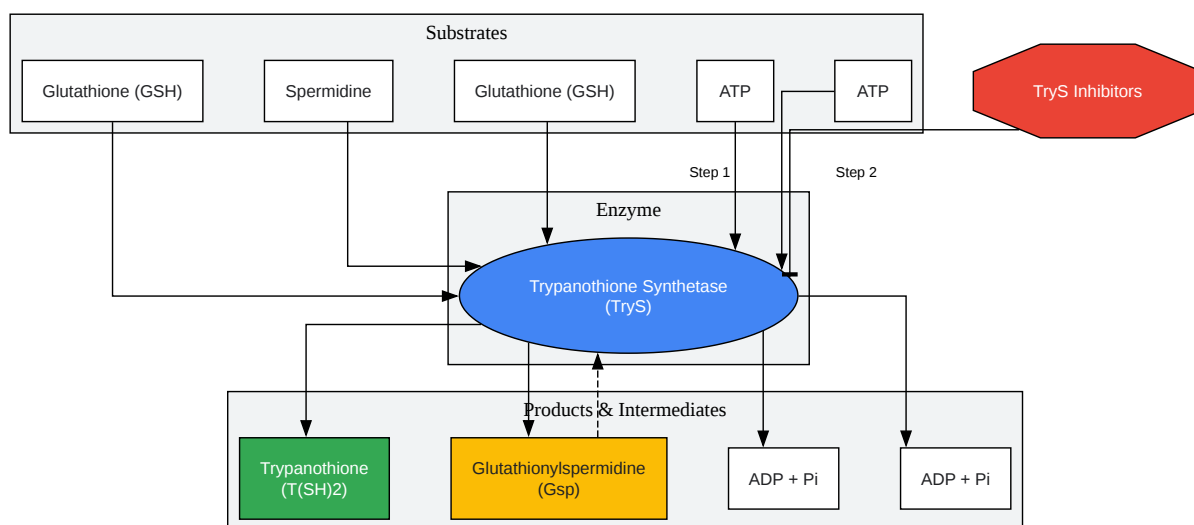 Substrates
Glutathione (GSH)
Spermidine
Glutathione (GSH)
ATP
ATP
TryS Inhibitors
Step 1
Step 2
Enzyme
Trypanothione Synthetase
(TryS)
Products & Intermediates
Trypanothione
(T(SH)2)
Glutathionylspermidine
(Gsp)
ADP + Pi
ADP + Pi